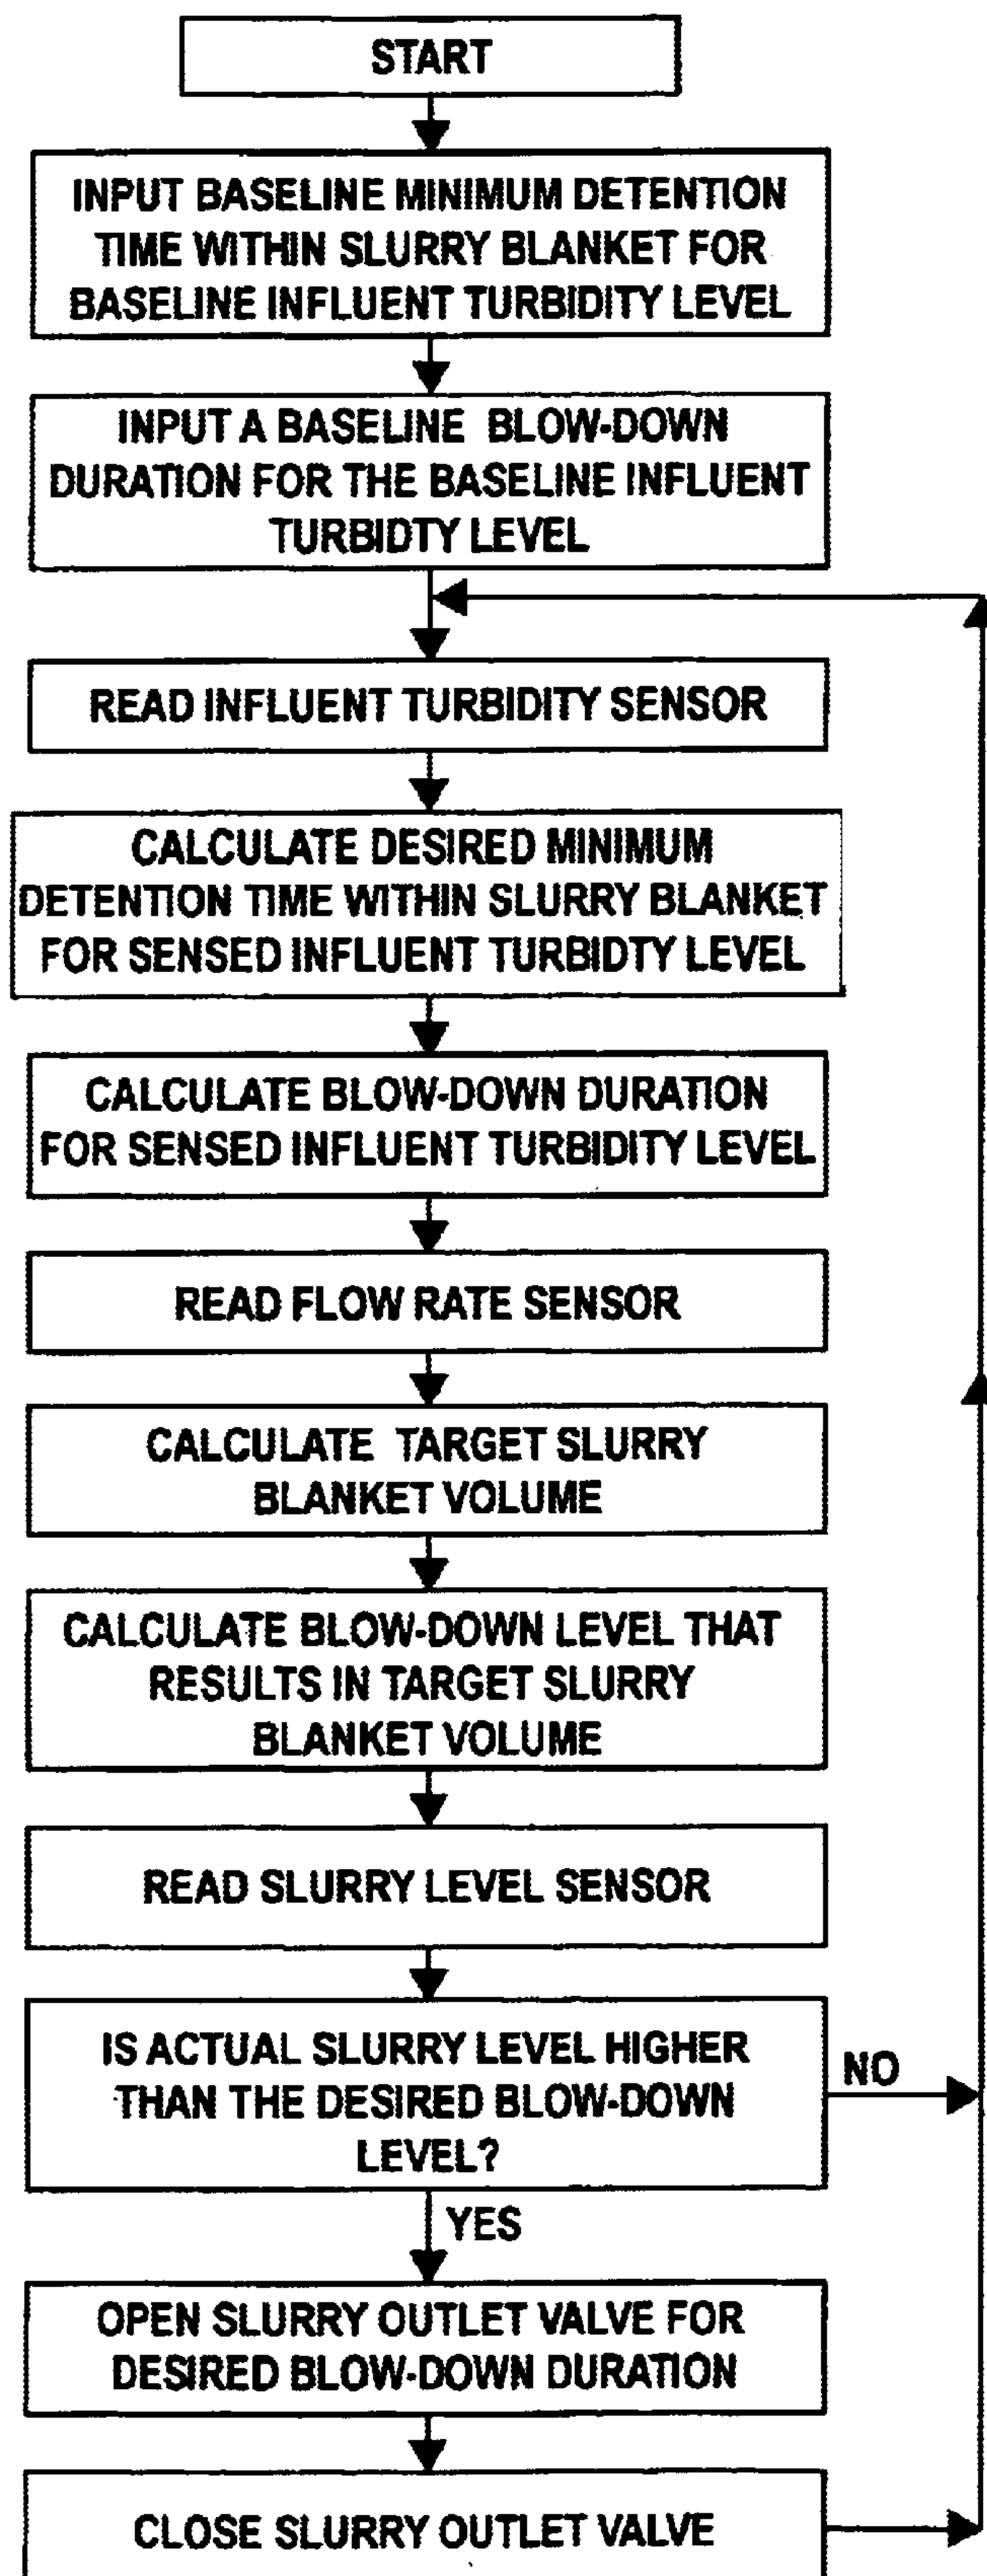 START
INPUT BASELINE MINIMUM DETENTION
TIME WITHIN SLURRY BLANKET FOR
BASELINE INFLUENT TURBIDITY LEVEL
INPUT A BASELINE BLOW-DOWN
DURATION FOR THE BASELINE INFLUENT
TURBIDTY LEVEL
READ INFLUENT TURBIDITY SENSOR
CALCULATE DESIRED MINIMUM
DETENTION TIME WITHIN SLURRY BLANKET
FOR SENSED INFLUENT TURBIDTY LEVEL
CALCULATE BLOW-DOWN DURATION
FOR SENSED INFLUENT TURBIDITY LEVEL
READ FLOW RATE SENSOR
CALCULATE TARGET SLURRY
BLANKET VOLUME
CALCULATE BLOW-DOWN LEVEL THAT
RESULTS IN TARGET SLURRY
BLANKET VOLUME
READ SLURRY LEVEL SENSOR
IS ACTUAL SLURRY LEVEL HIGHER
THAN THE DESIRED BLOW-DOWN
LEVEL?
NO
YES
OPEN SLURRY OUTLET VALVE FOR
DESIRED BLOW-DOWN DURATION
CLOSE SLURRY OUTLET VALVE